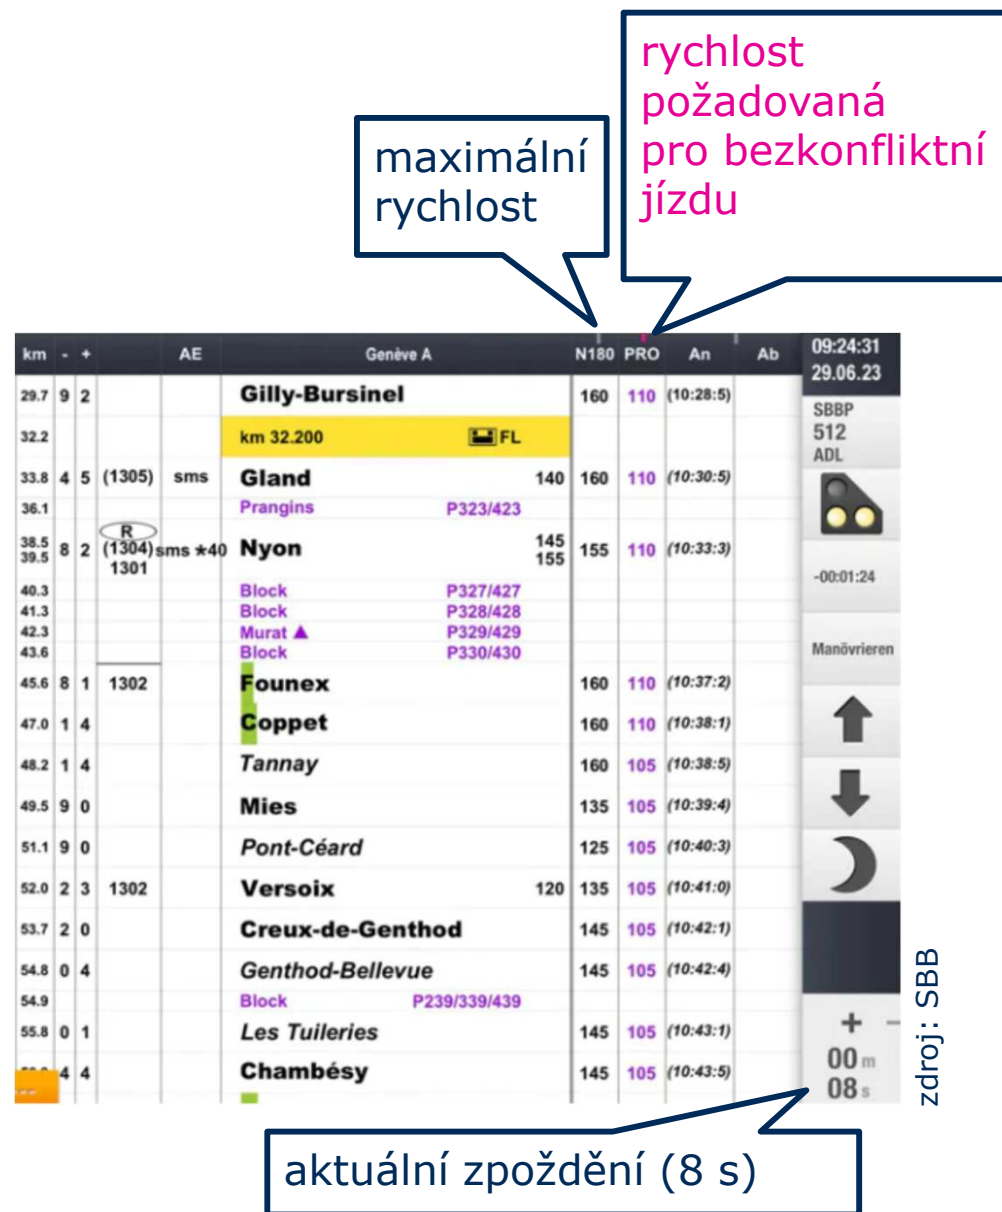 rychlost
požadovaná
pro bezkonfliktní
jízdu
maximální
rychlost
km - + AE Genève A N180 PRO An Ab 09:24:31
29.06.23
29.7 9 2 Gilly-Bursinel 160 110 (10:28:5)
SBBP
512
ADL
32.2 km 32.200 FL
33.8 4 5 (1305) sms Gland 140 160 110 (10:30:5)
36.1 Prangins P323/423
R
38.5 145
39.5 8 2 (1304) sms *40 Nyon 155 155 110 (10:33:3)
1301
-00:01:24
40.3 Block P327/427
41.3 Block P328/428
42.3 Murat ▲ P329/429
43.6 Block P330/430
Manövrieren
45.6 8 1 1302 Founex 160 110 (10:37:2)
47.0 1 4 Coppet 160 110 (10:38:1)
48.2 1 4 Tannay 160 105 (10:38:5)
49.5 9 0 Mies 135 105 (10:39:4)
51.1 9 0 Pont-Céard 125 105 (10:40:3)
52.0 2 3 1302 Versoix 120 135 105 (10:41:0)
53.7 2 0 Creux-de-Genthod 145 105 (10:42:1)
54.8 0 4 Genthod-Bellevue 145 105 (10:42:4)
54.9 Block P239/339/439
55.8 0 1 Les Tuileries 145 105 (10:43:1)
4 4 Chambésy 145 105 (10:43:5)
+ -
00 m
08 s
zdroj: SBB
aktuální zpoždění (8 s)